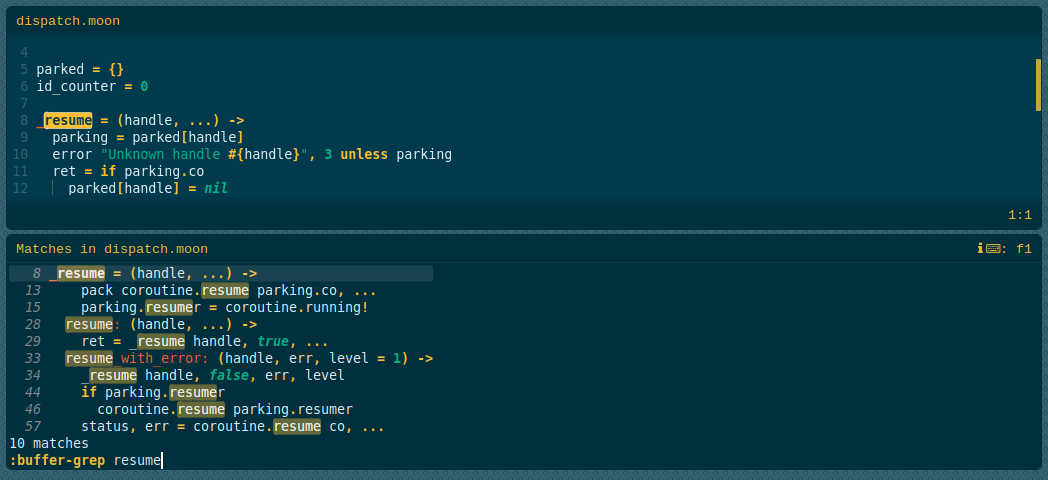 dispatch.moon
4
5 parked = {}
6 id_counter = 0
7
8 _resume = (handle, ...) ->
9   parking = parked[handle]
10   error "Unknown handle #{handle}", 3 unless parking
11   ret = if parking.co
12     parked[handle] = nil
1:1
Matches in dispatch.moon
: f1
8 _resume = (handle, ...) ->
13     pack coroutine.resume parking.co, ...
15     parking.resumer = coroutine.running!
28   resume: (handle, ...) ->
29     ret = _resume handle, true, ...
33   resume_with_error: (handle, err, level = 1) ->
34     _resume handle, false, err, level
44     if parking.resumer
46       coroutine.resume parking.resumer
57     status, err = coroutine.resume co, ...
10 matches
:buffer-grep resume